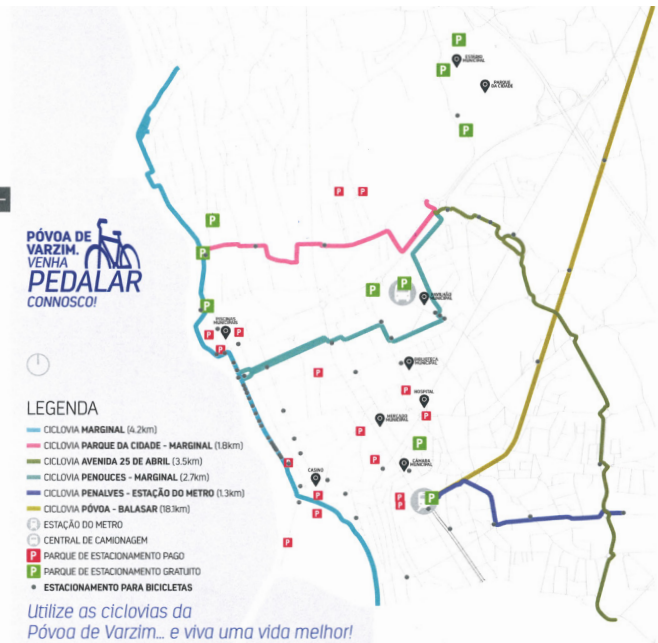 ESTÁDIO
MUNICIPAL
PARQUE
DA CIDADE
PÓVOA DE
VARZIM.
VENHA
PEDALAR
CONNOSCO!
PAVILHÃO
MUNICIPAL
PISCINAS
MUNICIPAIS
BIBLIOTECA
MUNICIPAL
HOSPITAL
MERCADO
MUNICIPAL
CÂMARA
MUNICIPAL
CASINO
LEGENDA
CICLOVIA MARGINAL (4.2km)
CICLOVIA PARQUE DA CIDADE - MARGINAL (1.8km)
CICLOVIA AVENIDA 25 DE ABRIL (3.5km)
CICLOVIA PENOUCES - MARGINAL (2.7km)
CICLOVIA PENALVES - ESTAÇÃO DO METRO (1.3km)
CICLOVIA PÓVOA - BALASAR (18.1km)
ESTAÇÃO DO METRO
CENTRAL DE CAMIONAGEM
P PARQUE DE ESTACIONAMENTO PAGO
P PARQUE DE ESTACIONAMENTO GRATUITO
ESTACIONAMENTO PARA BICICLETAS
Utilize as ciclovias da
Póvoa de Varzim... e viva uma vida melhor!